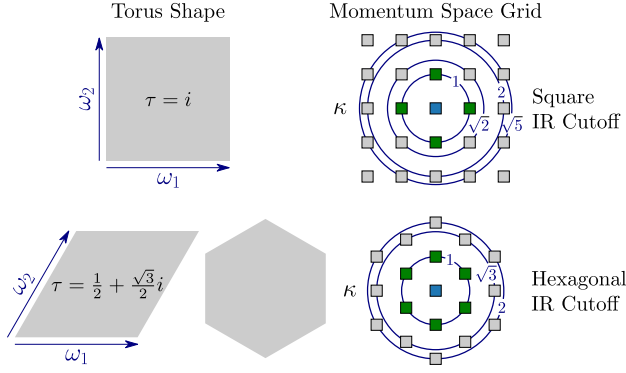 Torus Shape
Momentum Space Grid
ω₂
τ = i
ω₁
κ
1
√2
2
√5
Square
IR Cutoff
ω₂
τ = 1/2 + √3/2 i
ω₁
κ
1
√3
2
Hexagonal
IR Cutoff